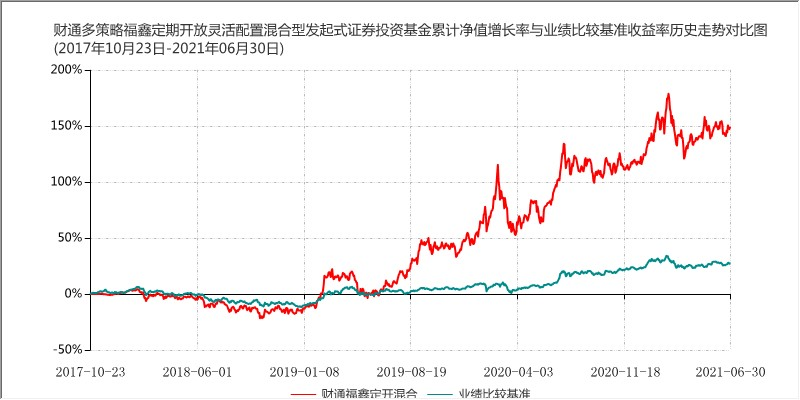 财通多策略福鑫定期开放灵活配置混合型发起式证券投资基金累计净值增长率与业绩比较基准收益率历史走势对比图
(2017年10月23日-2021年06月30日)
200%
150%
100%
50%
0%
-50%
2017-10-23 2018-06-01 2019-01-08 2019-08-19 2020-04-03 2020-11-18 2021-06-30
财通福鑫定开混合 业绩比较基准